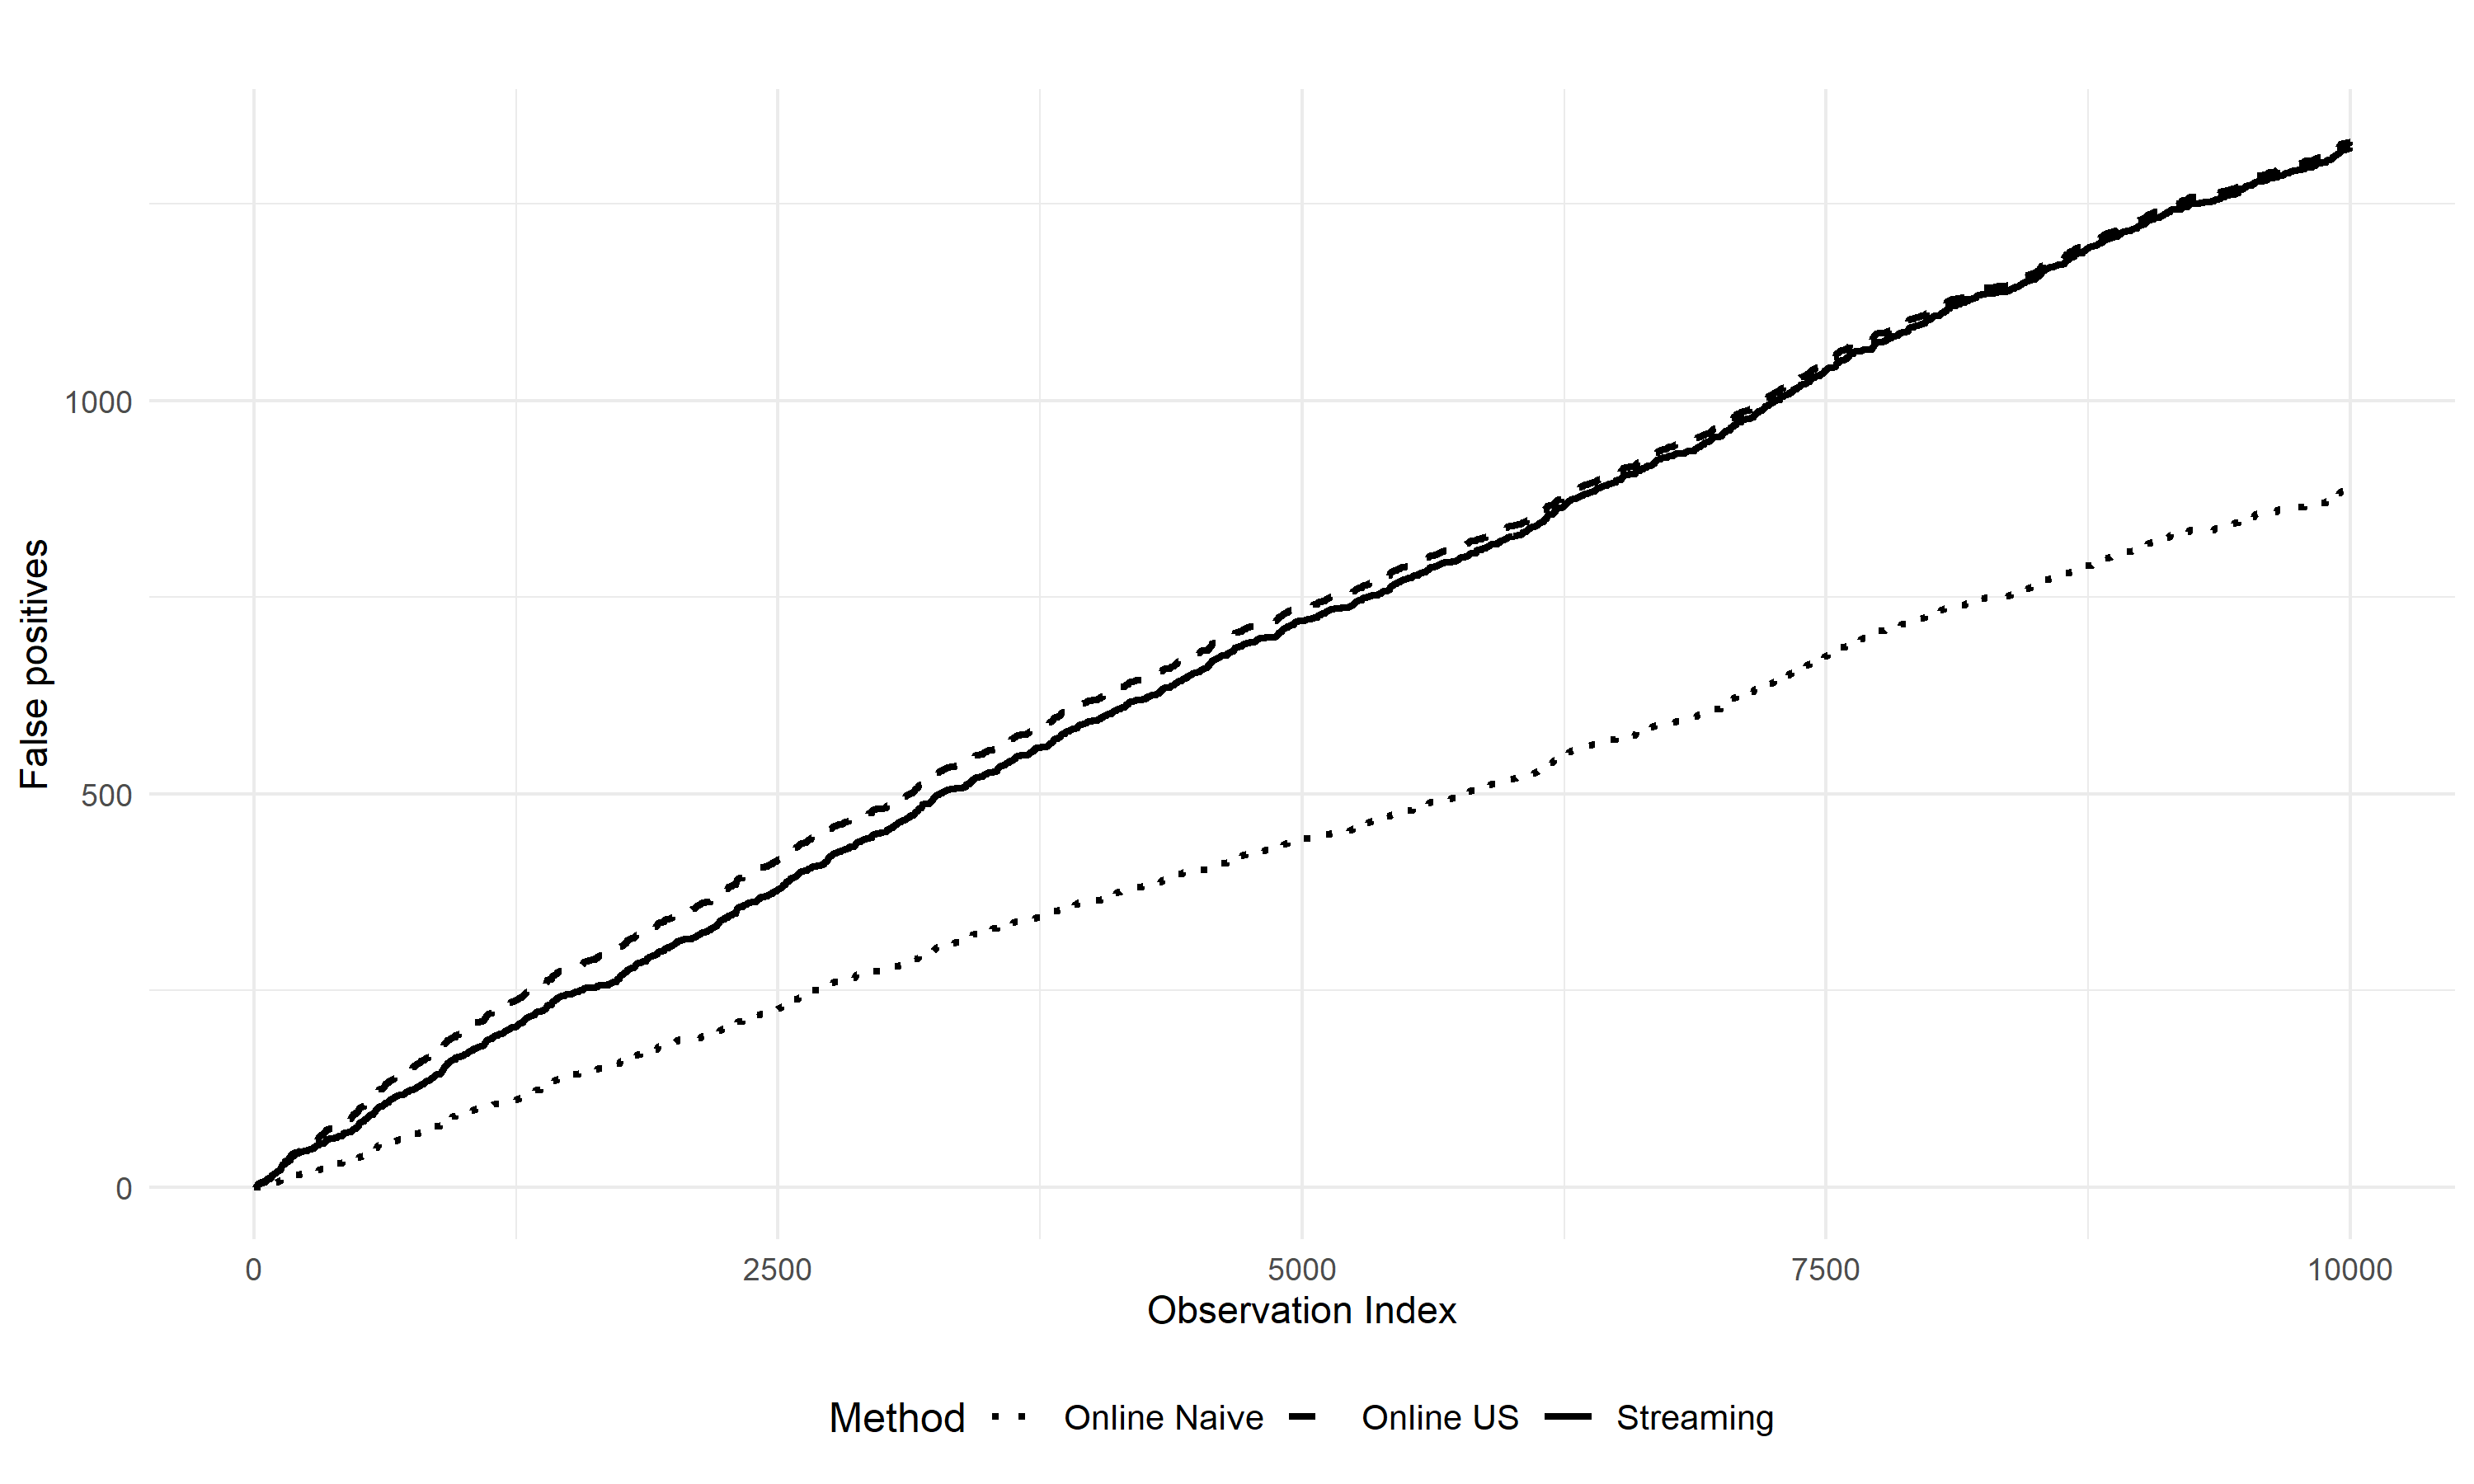 False positives
1000
500
0
0 2500 5000 7500 10000
Observation Index
Method Online Naive Online US Streaming